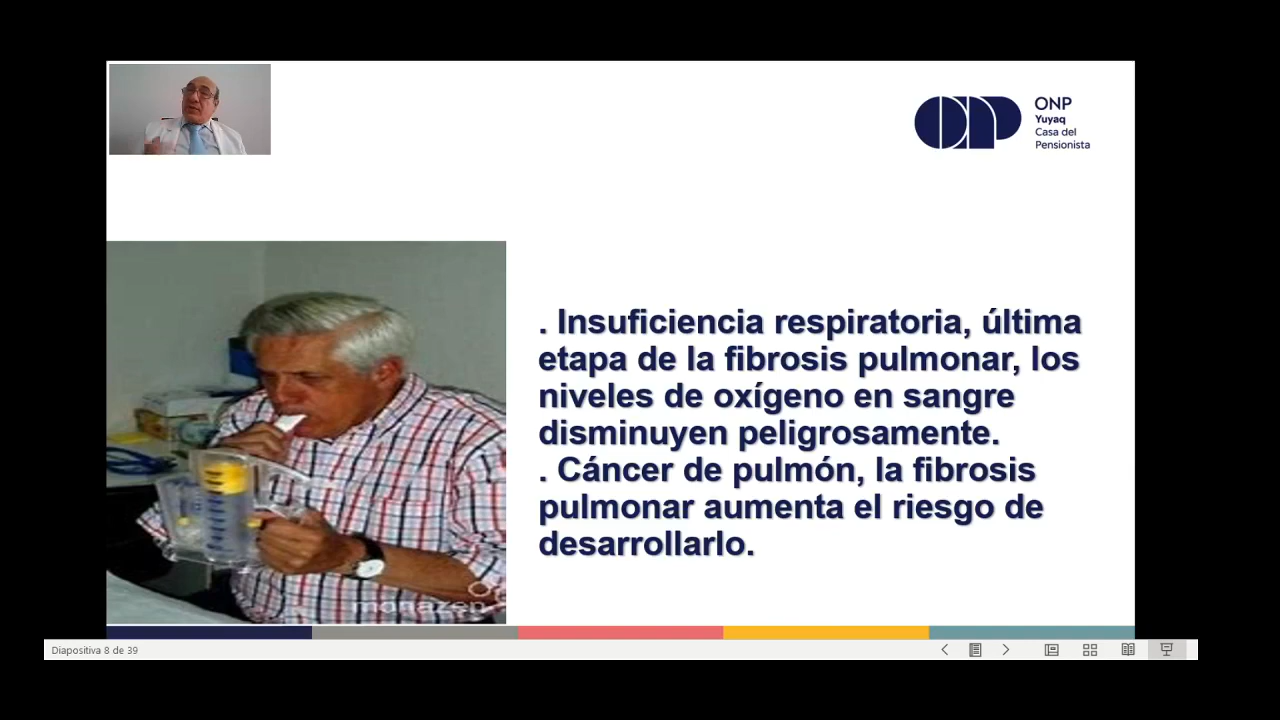 ONP
Yuyaq
Casa del
Pensionista
. Insuficiencia respiratoria, última
etapa de la fibrosis pulmonar, los
niveles de oxígeno en sangre
disminuyen peligrosamente.
. Cáncer de pulmón, la fibrosis
pulmonar aumenta el riesgo de
desarrollarlo.
Diapositiva 8 de 39